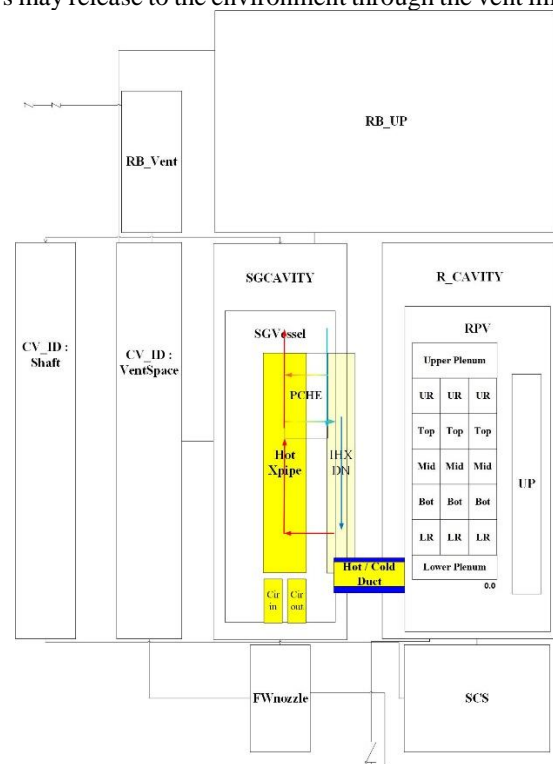 s may release to the environment through the vent lin
RB_UP
RB_Vent
SGCAVITY
R_CAVITY
SGVessel
RPV
CV_ID :
Shaft
CV_ID :
VentSpace
Upper Plenum
PCHE
UR UR UR
Top Top Top
Hot
Xpipe
IHX
DN
Mid Mid Mid
UP
Bot Bot Bot
LR LR LR
Hot / Cold
Duct
Lower Plenum
0.0
Cir
in
Cir
out
FWnozzle
SCS